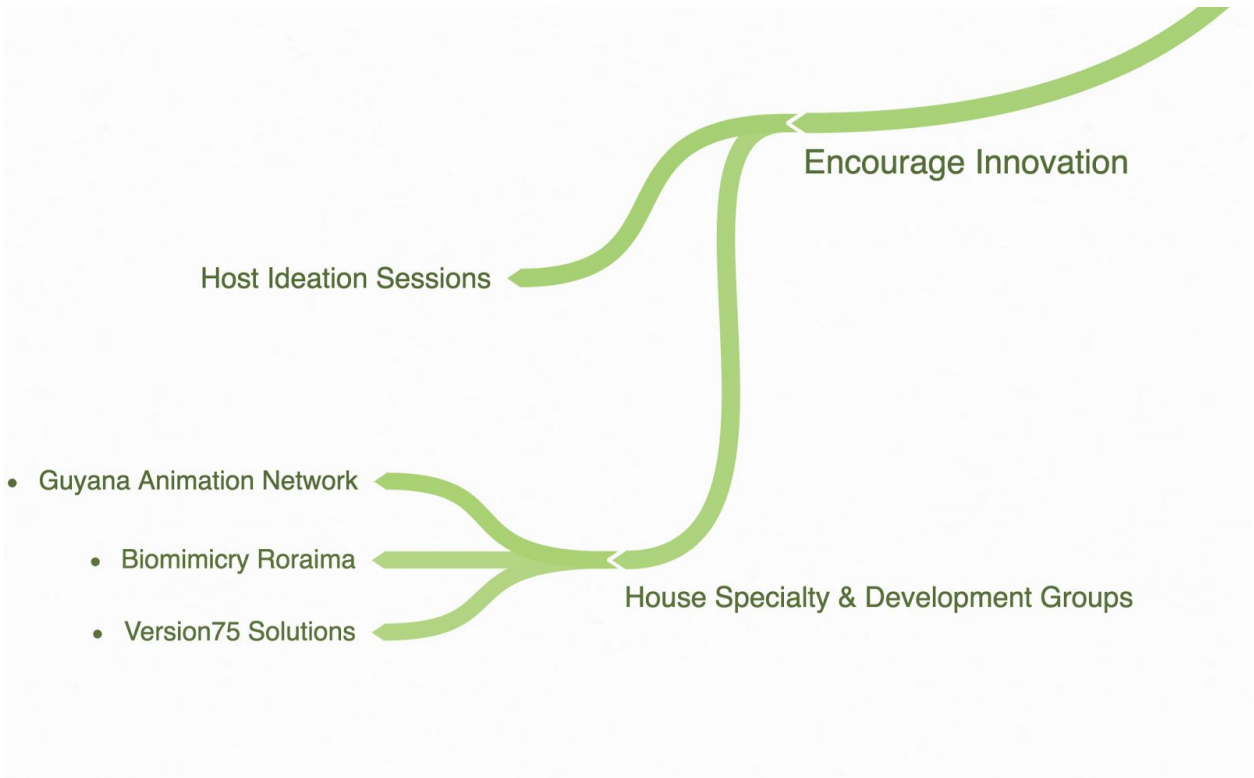 Encourage Innovation
Host Ideation Sessions
• Guyana Animation Network
• Biomimicry Roraima
House Specialty & Development Groups
• Version75 Solutions